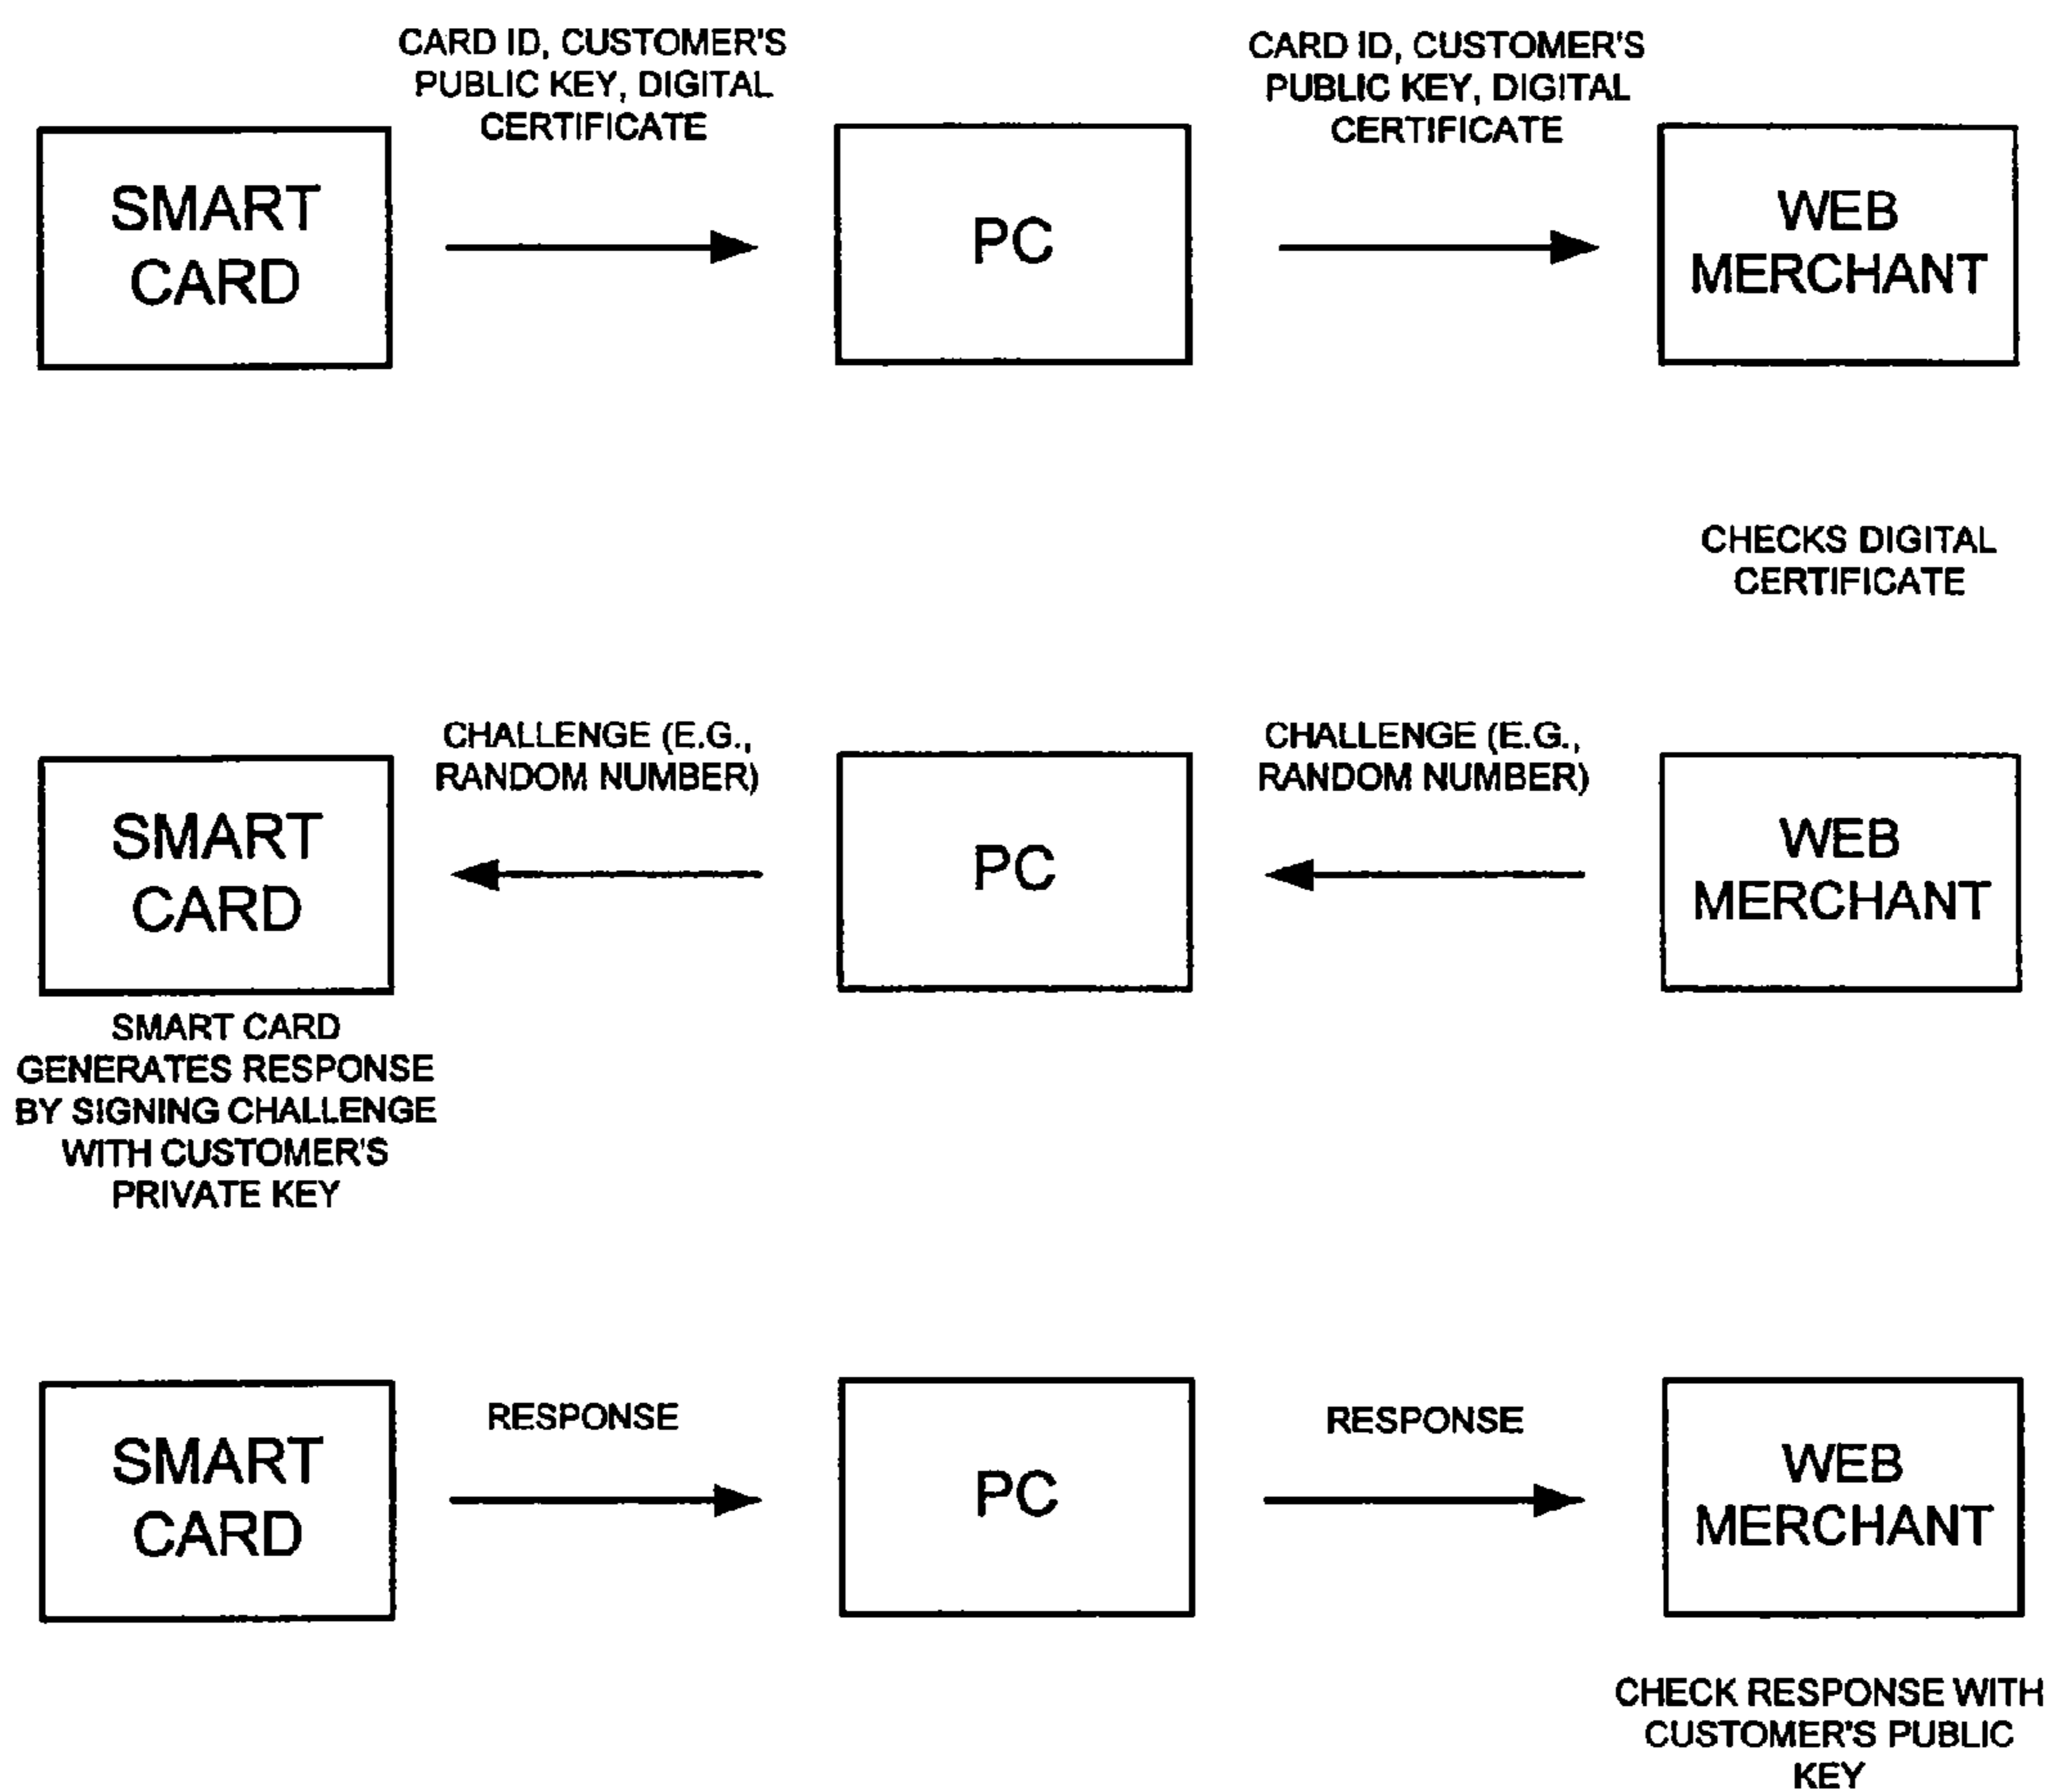 CARD ID, CUSTOMER'S
PUBLIC KEY, DIGITAL
CERTIFICATE
CARD ID, CUSTOMER'S
PUBLIC KEY, DIGITAL
CERTIFICATE
SMART
CARD
PC
WEB
MERCHANT
CHECKS DIGITAL
CERTIFICATE
CHALLENGE (E.G.,
RANDOM NUMBER)
CHALLENGE (E.G.,
RANDOM NUMBER)
SMART
CARD
PC
WEB
MERCHANT
SMART CARD
GENERATES RESPONSE
BY SIGNING CHALLENGE
WITH CUSTOMER'S
PRIVATE KEY
SMART
CARD
RESPONSE
PC
RESPONSE
WEB
MERCHANT
CHECK RESPONSE WITH
CUSTOMER'S PUBLIC
KEY